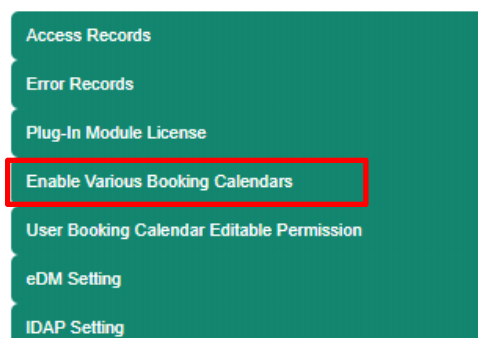 Access Records
Error Records
Plug-In Module License
Enable Various Booking Calendars
User Booking Calendar Editable Permission
eDM Setting
IDAP Setting